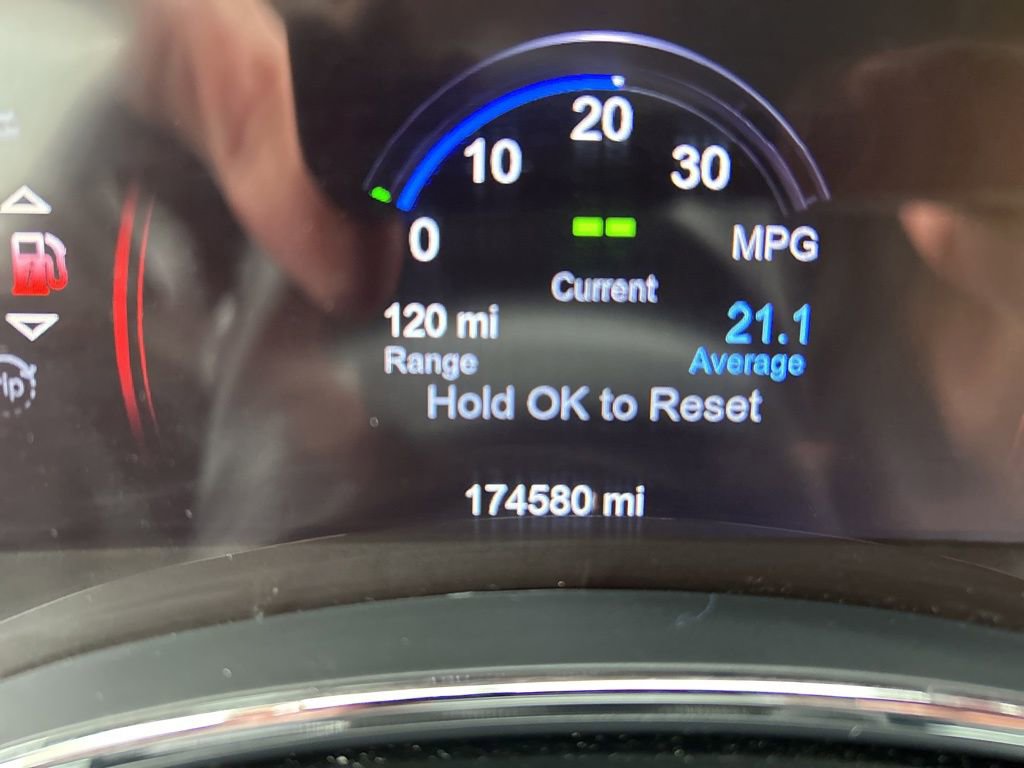 20
10
30
0
MPG
Current
120 mi
21.1
Range
Average
Hold OK to Reset
174580 mi